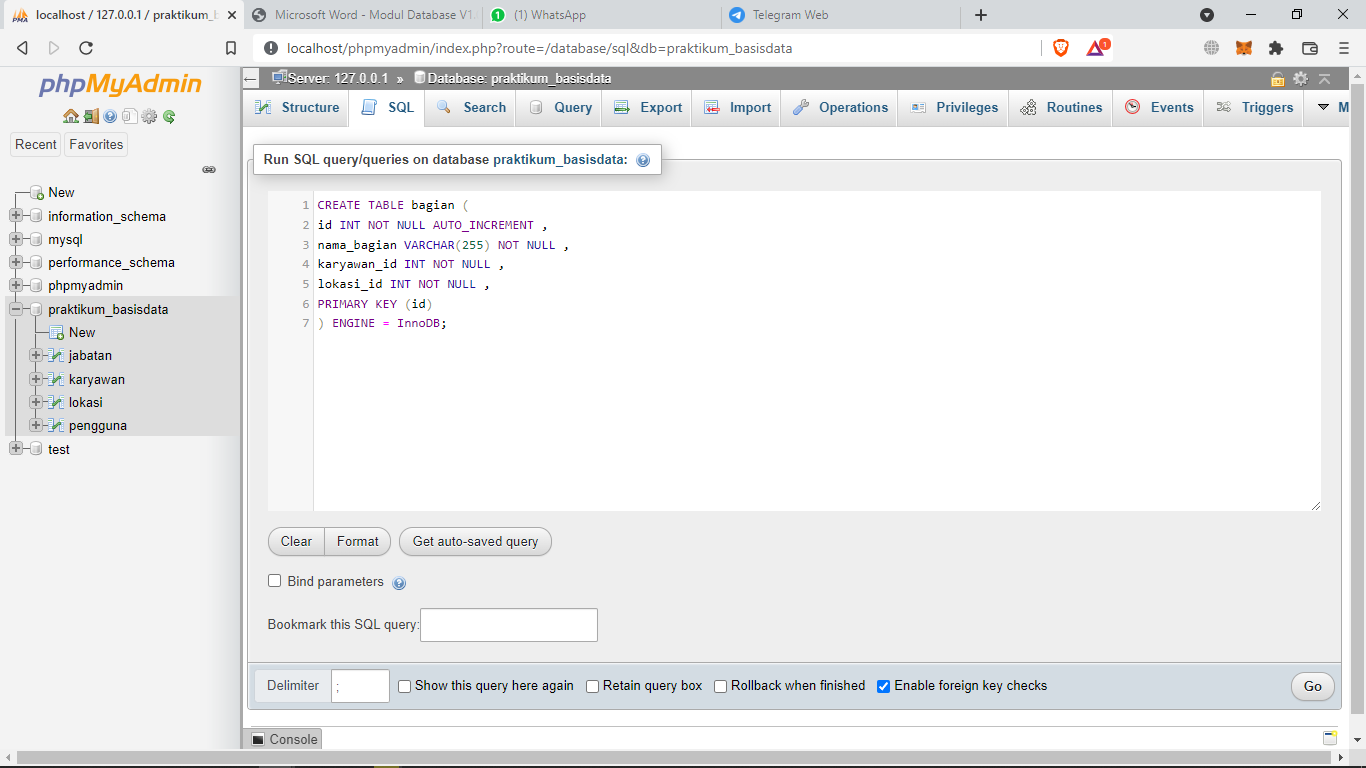 localhost / 127.0.0.1 / praktikum_b
Microsoft Word - Modul Database V1.
1
(1) WhatsApp
Telegram Web
localhost/phpmyadmin/index.php?route=/database/sql&db=praktikum_basisdata
1
phpMyAdmin
Recent
Favorites
New
information_schema
mysql
performance_schema
phpmyadmin
praktikum_basisdata
New
jabatan
karyawan
lokasi
pengguna
test
Server: 127.0.0.1 » Database: praktikum_basisdata
Structure
SQL
Search
Query
Export
Import
Operations
Privileges
Routines
Events
Triggers
M
Run SQL query/queries on database praktikum_basisdata:
1 CREATE TABLE bagian (
2 id INT NOT NULL AUTO_INCREMENT ,
3 nama_bagian VARCHAR(255) NOT NULL ,
4 karyawan_id INT NOT NULL ,
5 lokasi_id INT NOT NULL ,
6 PRIMARY KEY (id)
7 ) ENGINE = InnoDB;
Clear
Format
Get auto-saved query
Bind parameters
Bookmark this SQL query:
Delimiter ;
Show this query here again
Retain query box
Rollback when finished
Enable foreign key checks
Go
Console